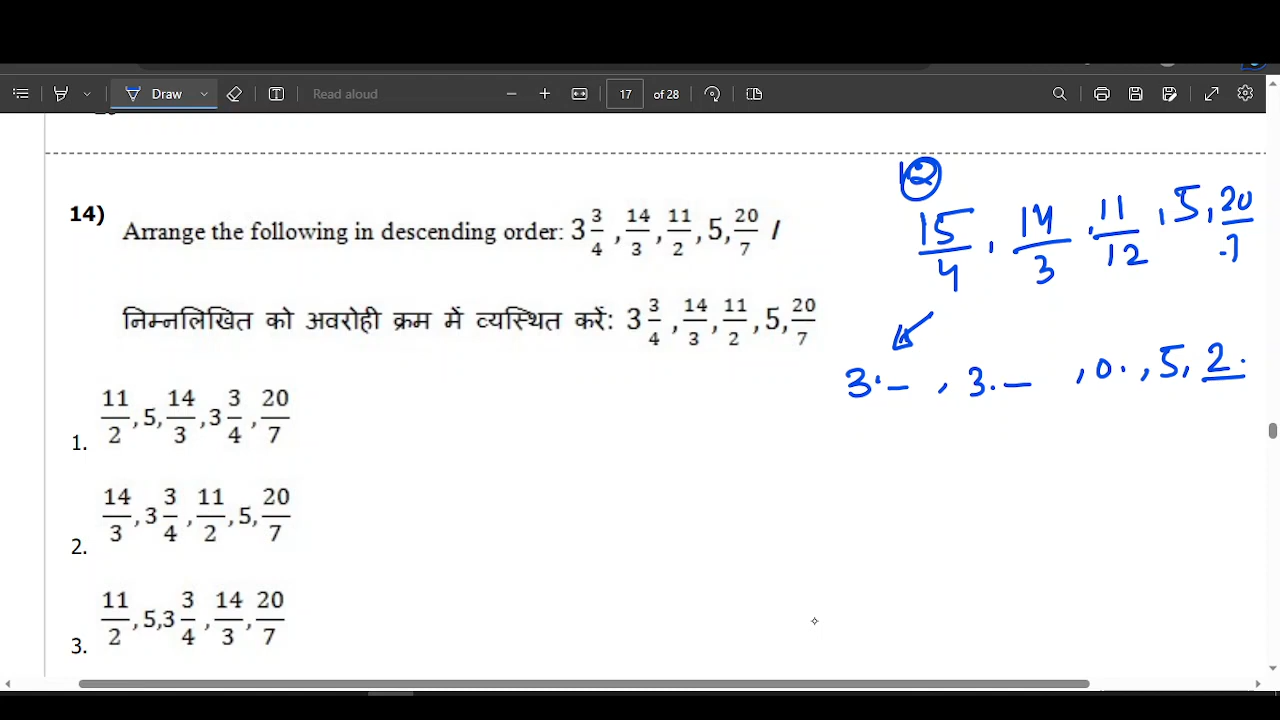 Draw
Read aloud
17 of 28
14) Arrange the following in descending order: 3 3/4 , 14/3 , 11/2 , 5, 20/7 /
निम्नलिखित को अवरोही क्रम में व्यस्थित करें: 3 3/4 , 14/3 , 11/2 , 5, 20/7
1. 11/2 , 5, 14/3 , 3 3/4 , 20/7
2. 14/3 , 3 3/4 , 11/2 , 5, 20/7
3. 11/2 , 5, 3 3/4 , 14/3 , 20/7
12
15/4 , 14/3 , 11/12 , 5, 20/7
3.– , 3.– , 0. , 5, 2.